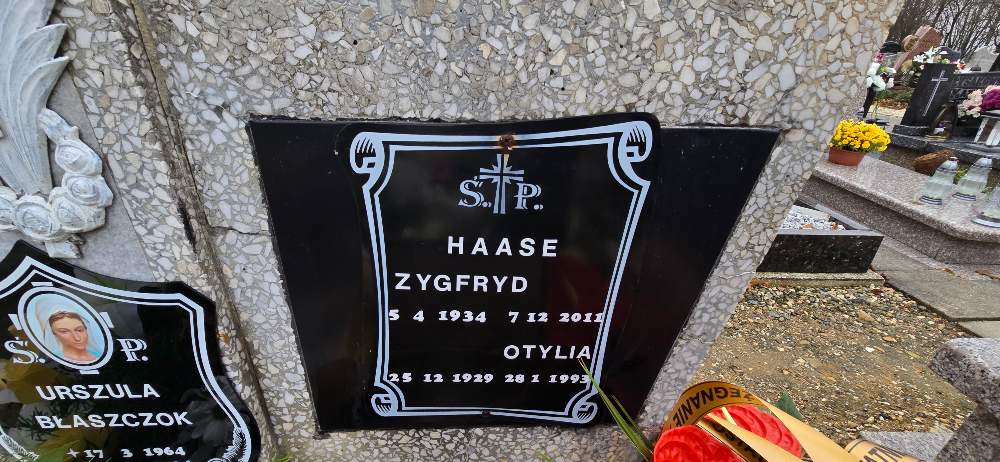 Ś. P.
HAASE
ZYGFRYD
5 4 1934 7 12 2011
OTYLIA
25 12 1929 28 1 1993
Ś. P.
URSZULA
BŁASZCZOK
+ 17 3 1964